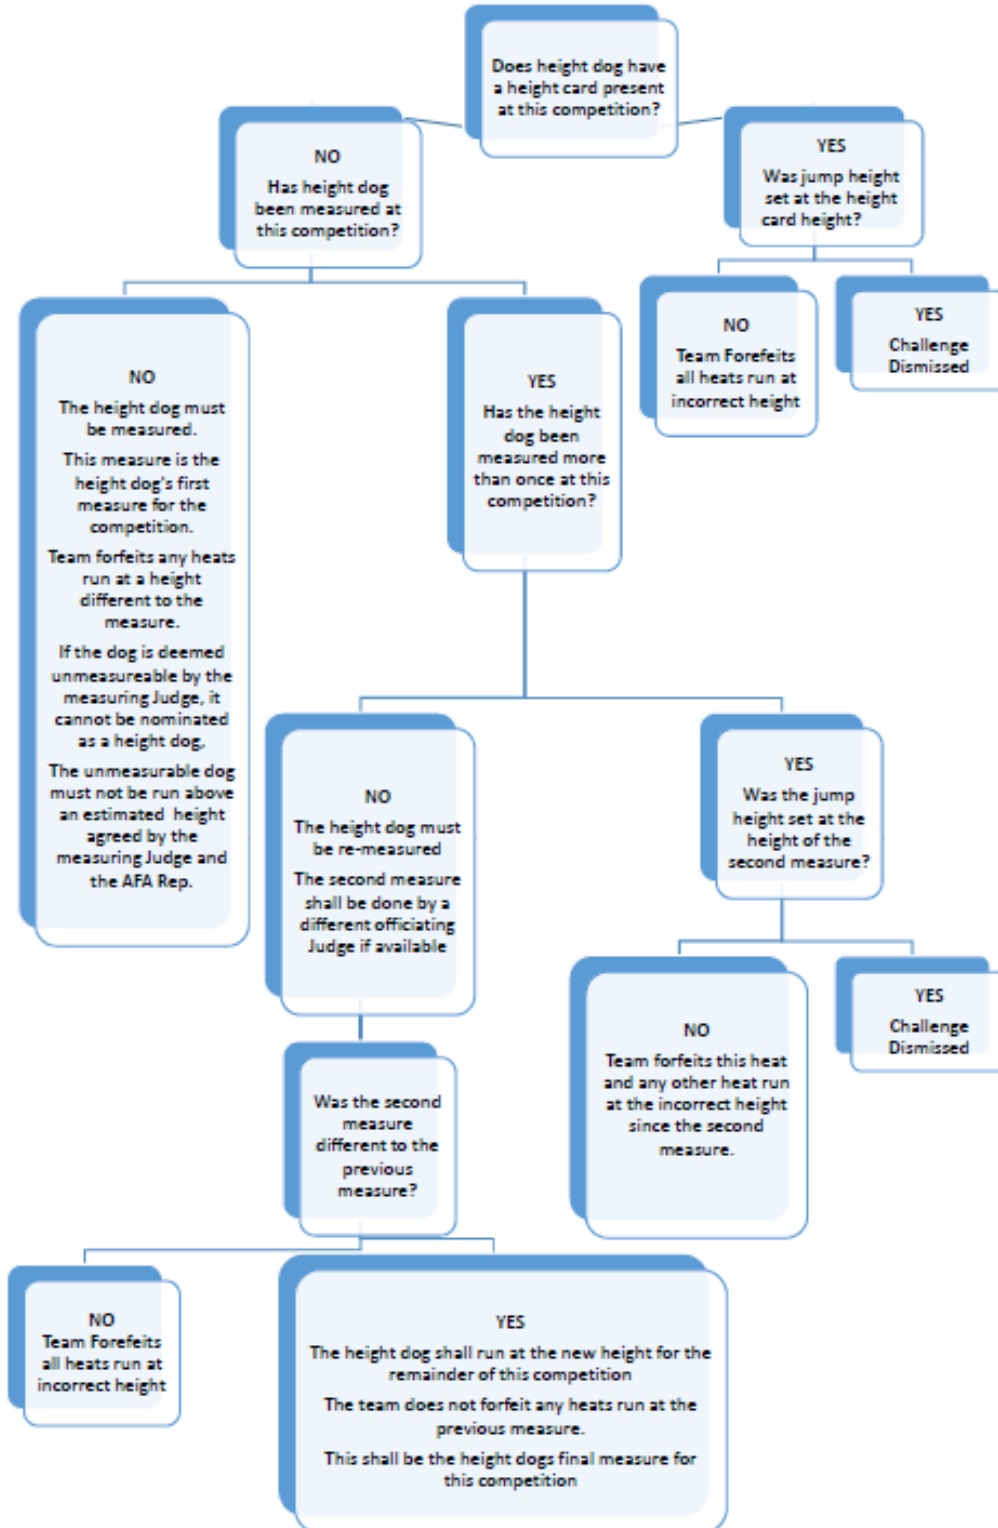 Does height dog have
a height card present
at this competition?
NO
Has height dog
been measured at
this competition?
YES
Was jump height
set at the height
card height?
NO
The height dog must
be measured.
This measure is the
height dog's first
measure for the
competition.
Team forfeits any heats
run at a height
different to the
measure.
If the dog is deemed
unmeasureable by the
measuring Judge, it
cannot be nominated
as a height dog,
The unmeasurable dog
must not be run above
an estimated height
agreed by the
measuring Judge and
the AFA Rep.
YES
Has the height
dog been
measured more
than once at this
competition?
NO
Team Forefeits
all heats run at
incorrect height
YES
Challenge
Dismissed
NO
The height dog must
be re-measured
The second measure
shall be done by a
different officiating
Judge if available
YES
Was the jump
height set at the
height of the
second measure?
Was the second
measure
different to the
previous
measure?
NO
Team forfeits this heat
and any other heat run
at the incorrect height
since the second
measure.
YES
Challenge
Dismissed
NO
Team Forefeits
all heats run at
incorrect height
YES
The height dog shall run at the new height for the
remainder of this competition
The team does not forfeit any heats run at the
previous measure.
This shall be the height dogs final measure for
this competition